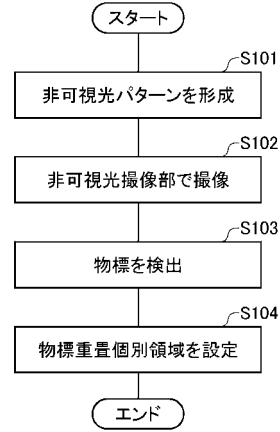 スタート
S101
非可視光パターンを形成
S102
非可視光撮像部で撮像
S103
物標を検出
S104
物標重畳個別領域を設定
エンド